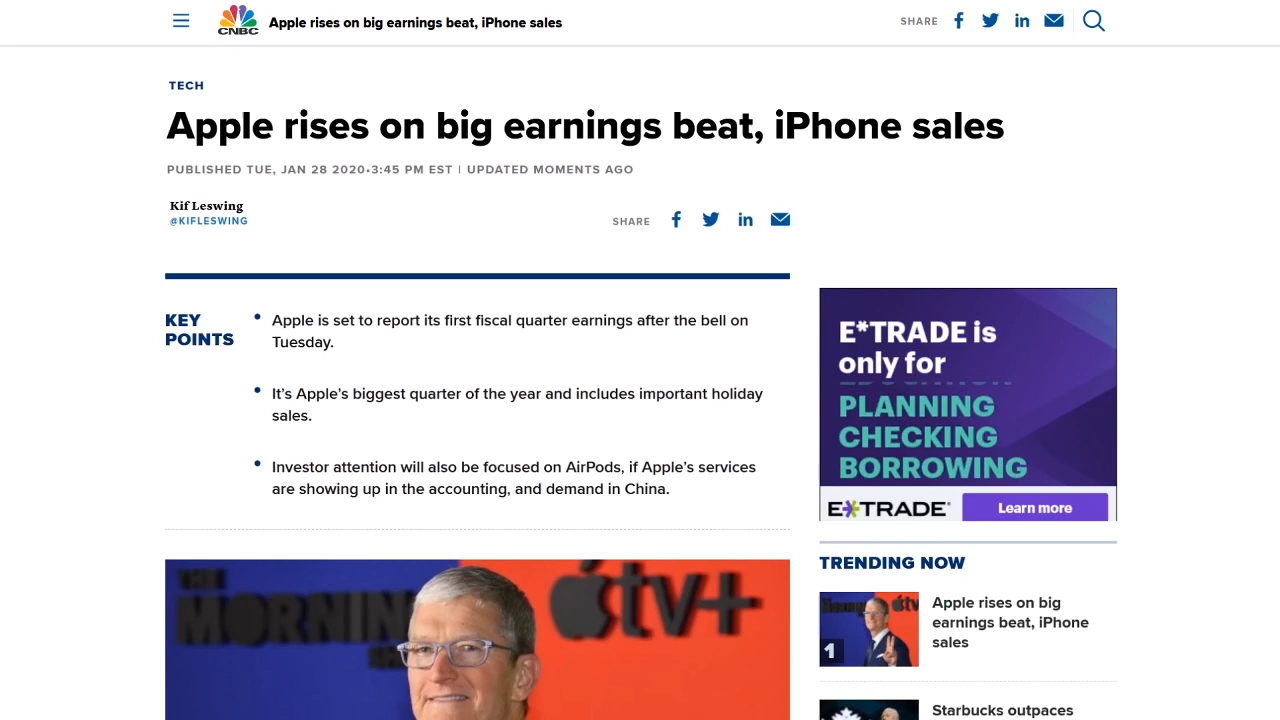 CNBC
Apple rises on big earnings beat, iPhone sales
SHARE
TECH
Apple rises on big earnings beat, iPhone sales
PUBLISHED TUE, JAN 28 2020•3:45 PM EST | UPDATED MOMENTS AGO
Kif Leswing
@KIFLESWING
SHARE
KEY
POINTS
Apple is set to report its first fiscal quarter earnings after the bell on
Tuesday.
It’s Apple’s biggest quarter of the year and includes important holiday
sales.
Investor attention will also be focused on AirPods, if Apple’s services
are showing up in the accounting, and demand in China.
THE
MORNING
tv+
E*TRADE is
only for
PLANNING
CHECKING
BORROWING
E*TRADE
Learn more
TRENDING NOW
1
Apple rises on big
earnings beat, iPhone
sales
Starbucks outpaces